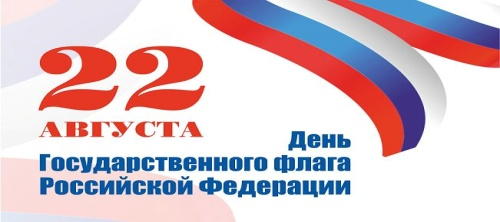 22
АВГУСТА
День
Государственного флага
Российской Федерации